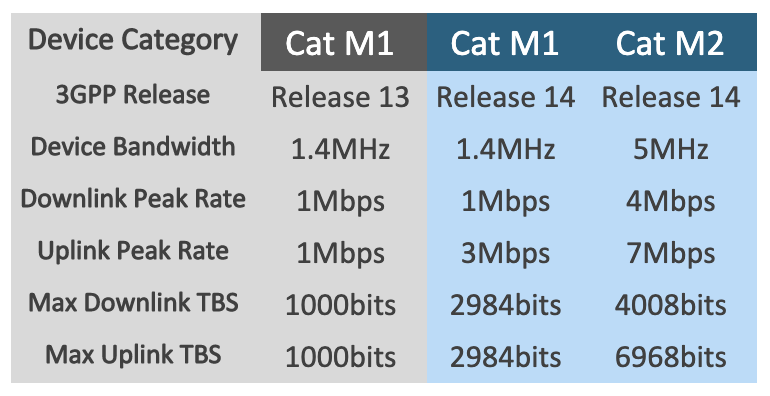 Device Category Cat M1 Cat M1 Cat M2
3GPP Release Release 13 Release 14 Release 14
Device Bandwidth 1.4MHz 1.4MHz 5MHz
Downlink Peak Rate 1Mbps 1Mbps 4Mbps
Uplink Peak Rate 1Mbps 3Mbps 7Mbps
Max Downlink TBS 1000bits 2984bits 4008bits
Max Uplink TBS 1000bits 2984bits 6968bits